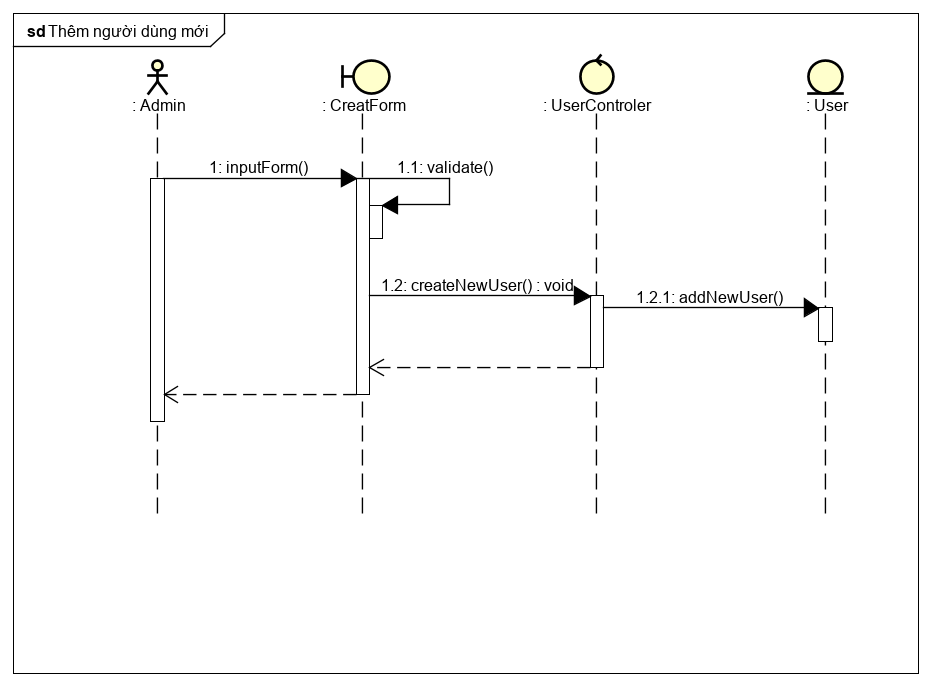 sd Thêm người dùng mới
: Admin
: CreatForm
: UserControler
: User
1: inputForm()
1.1: validate()
1.2: createNewUser() : void
1.2.1: addNewUser()